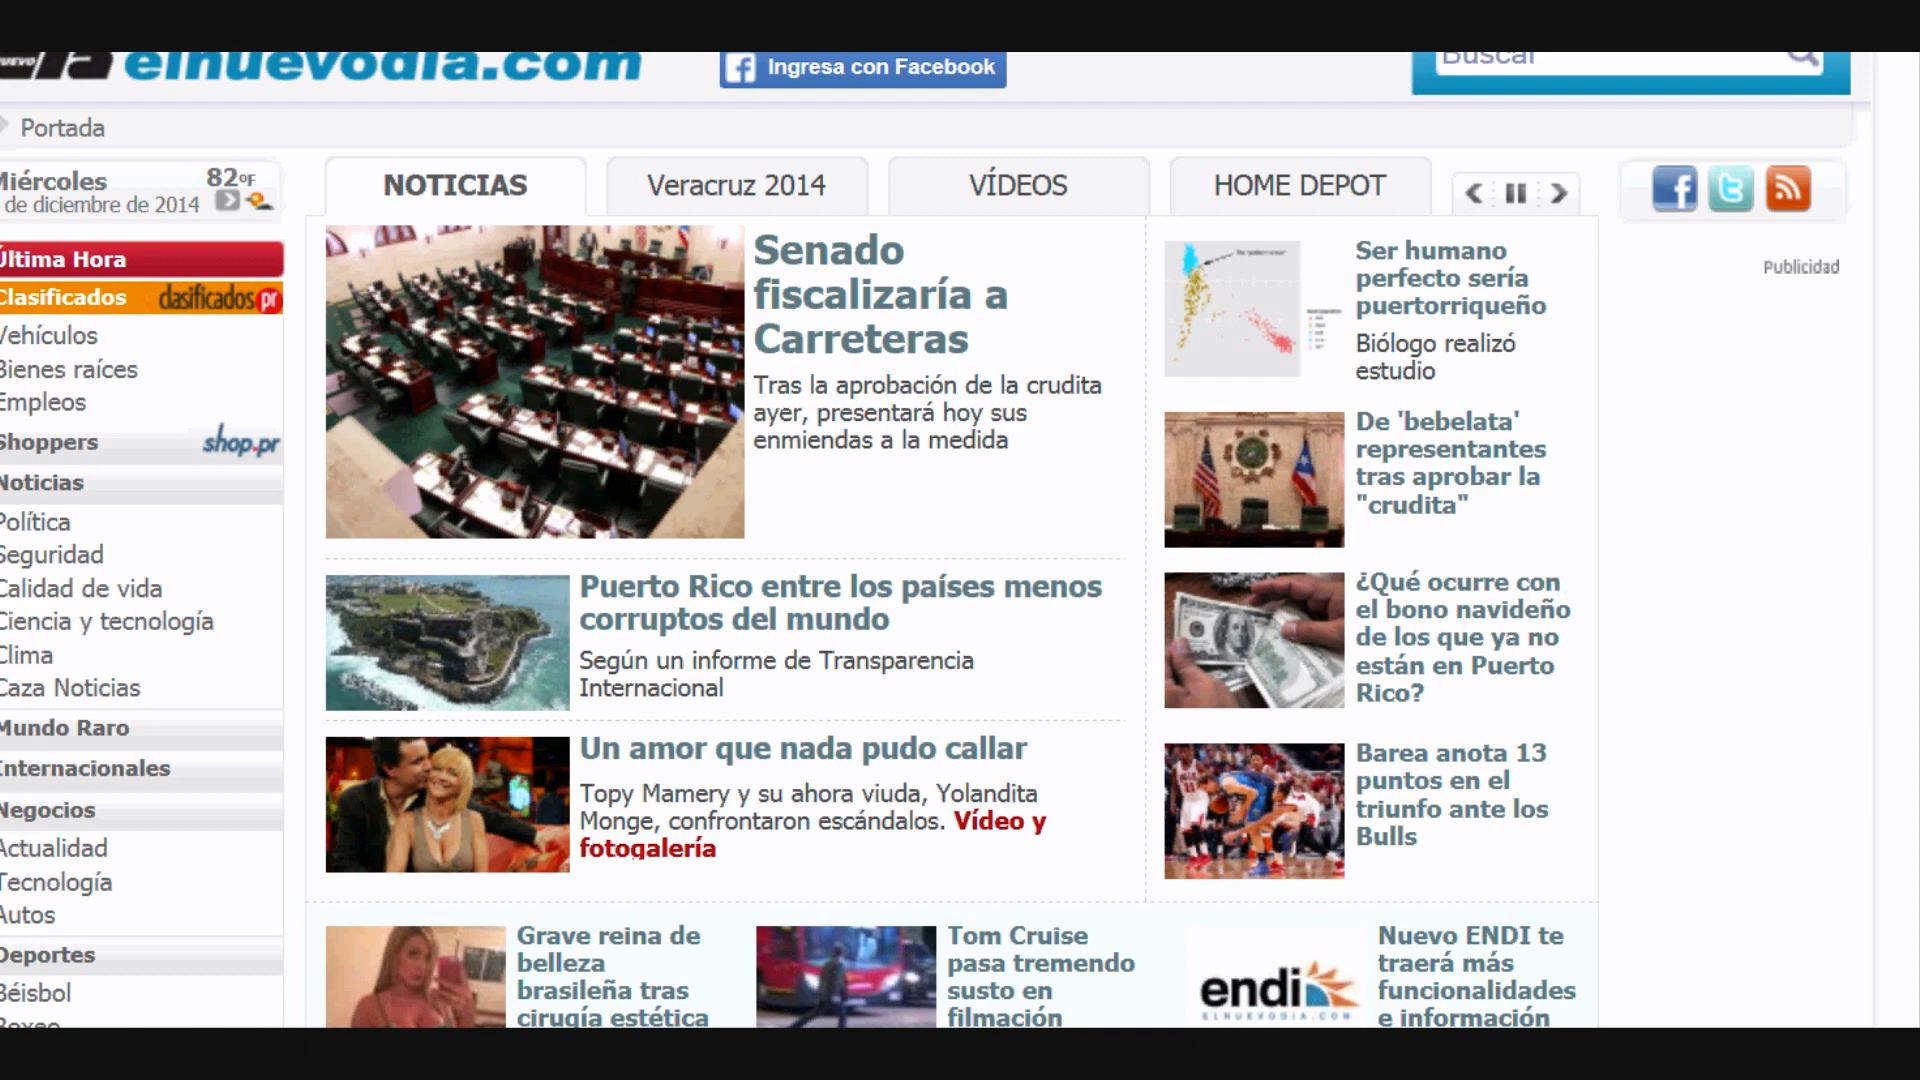 elnuevodia.com
Ingresa con Facebook
Buscar
Portada
Miércoles
82°F
de diciembre de 2014
NOTICIAS
Veracruz 2014
VÍDEOS
HOME DEPOT
Última Hora
Clasificados
clasificados pr
Vehículos
Bienes raíces
Empleos
Shoppers
shop.pr
Noticias
Política
Seguridad
Calidad de vida
Ciencia y tecnología
Clima
Caza Noticias
Mundo Raro
Internacionales
Negocios
Actualidad
Tecnología
Autos
Deportes
Béisbol
Boxeo
Senado
fiscalizaría a
Carreteras
Tras la aprobación de la crudita
ayer, presentará hoy sus
enmiendas a la medida
Puerto Rico entre los países menos
corruptos del mundo
Según un informe de Transparencia
Internacional
Un amor que nada pudo callar
Topy Mamery y su ahora viuda, Yolandita
Monge, confrontaron escándalos. Vídeo y
fotogalería
Ser humano
perfecto sería
puertorriqueño
Biólogo realizó
estudio
De 'bebelata'
representantes
tras aprobar la
"crudita"
¿Qué ocurre con
el bono navideño
de los que ya no
están en Puerto
Rico?
Barea anota 13
puntos en el
triunfo ante los
Bulls
Publicidad
Grave reina de
belleza
brasileña tras
cirugía estética
Tom Cruise
pasa tremendo
susto en
filmación
endi
ELNUEVODIA.COM
Nuevo ENDI te
traerá más
funcionalidades
e información